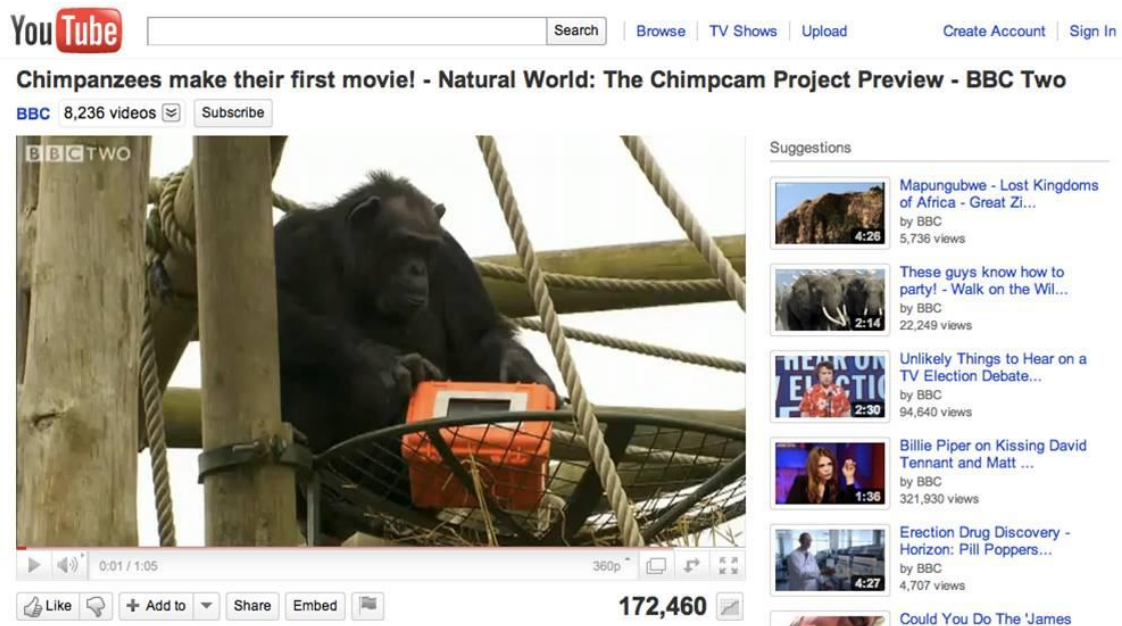 You Tube
Search
Browse
TV Shows
Upload
Create Account
Sign In
Chimpanzees make their first movie! - Natural World: The Chimpcam Project Preview - BBC Two
BBC 8,236 videos
Subscribe
BBC TWO
0:01 / 1:05
360p
Like
+ Add to
Share
Embed
172,460
Suggestions
4:26
Mapungubwe - Lost Kingdoms
of Africa - Great Zi...
by BBC
5,736 views
2:14
These guys know how to
party! - Walk on the Wil...
by BBC
22,249 views
2:30
Unlikely Things to Hear on a
TV Election Debate...
by BBC
94,640 views
1:36
Billie Piper on Kissing David
Tennant and Matt ...
by BBC
321,930 views
4:27
Erection Drug Discovery -
Horizon: Pill Poppers...
by BBC
4,707 views
Could You Do The 'James